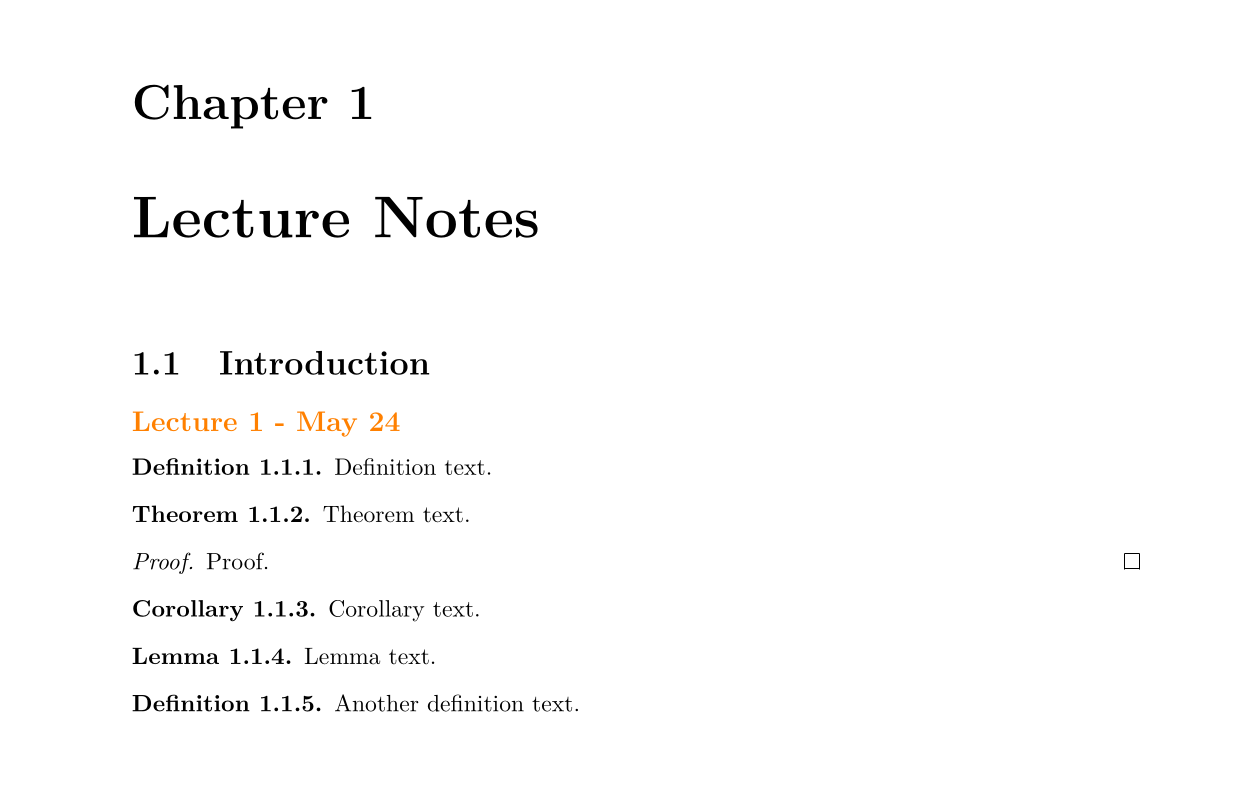 Chapter 1
Lecture Notes
1.1 Introduction
Lecture 1 - May 24
Definition 1.1.1. Definition text.
Theorem 1.1.2. Theorem text.
Proof. Proof. □
Corollary 1.1.3. Corollary text.
Lemma 1.1.4. Lemma text.
Definition 1.1.5. Another definition text.